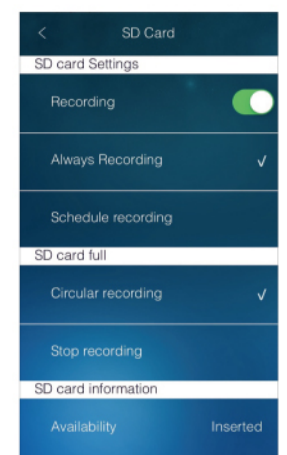 SD Card
SD card Settings
Recording
Always Recording
Schedule recording
SD card full
Circular recording
Stop recording
SD card information
Availability Inserted